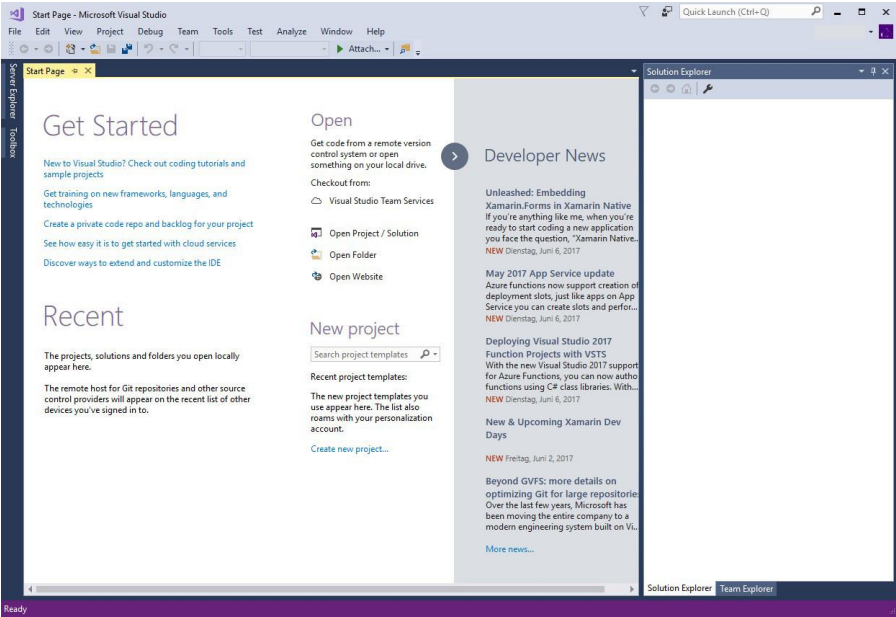 Start Page - Microsoft Visual Studio
Quick Launch (Ctrl+Q)
File Edit View Project Debug Team Tools Test Analyze Window Help
Attach...
Server Explorer
Toolbox
Start Page
Get Started
New to Visual Studio? Check out coding tutorials and
sample projects
Get training on new frameworks, languages, and
technologies
Create a private code repo and backlog for your project
See how easy it is to get started with cloud services
Discover ways to extend and customize the IDE
Recent
The projects, solutions and folders you open locally
appear here.
The remote host for Git repositories and other source
control providers will appear on the recent list of other
devices you've signed in to.
Open
Get code from a remote version
control system or open
something on your local drive.
Checkout from:
Visual Studio Team Services
Open Project / Solution
Open Folder
Open Website
New project
Search project templates
Recent project templates:
The new project templates you
use appear here. The list also
roams with your personalization
account.
Create new project...
Developer News
Unleashed: Embedding
Xamarin.Forms in Xamarin Native
If you're anything like me, when you're
ready to start coding a new application
you face the question, "Xamarin Native..
NEW Dienstag, Juni 6, 2017
May 2017 App Service update
Azure functions now support creation of
deployment slots, just like apps on App
Service you can create slots and perfor...
NEW Dienstag, Juni 6, 2017
Deploying Visual Studio 2017
Function Projects with VSTS
With the new Visual Studio 2017 support
for Azure Functions, you can now autho
functions using C# class libraries. With...
NEW Dienstag, Juni 6, 2017
New & Upcoming Xamarin Dev
Days
NEW Freitag, Juni 2, 2017
Beyond GVFS: more details on
optimizing Git for large repositories
Over the last few years, Microsoft has
been moving the entire company to a
modern engineering system built on Vi..
More news...
Solution Explorer
Solution Explorer Team Explorer
Ready